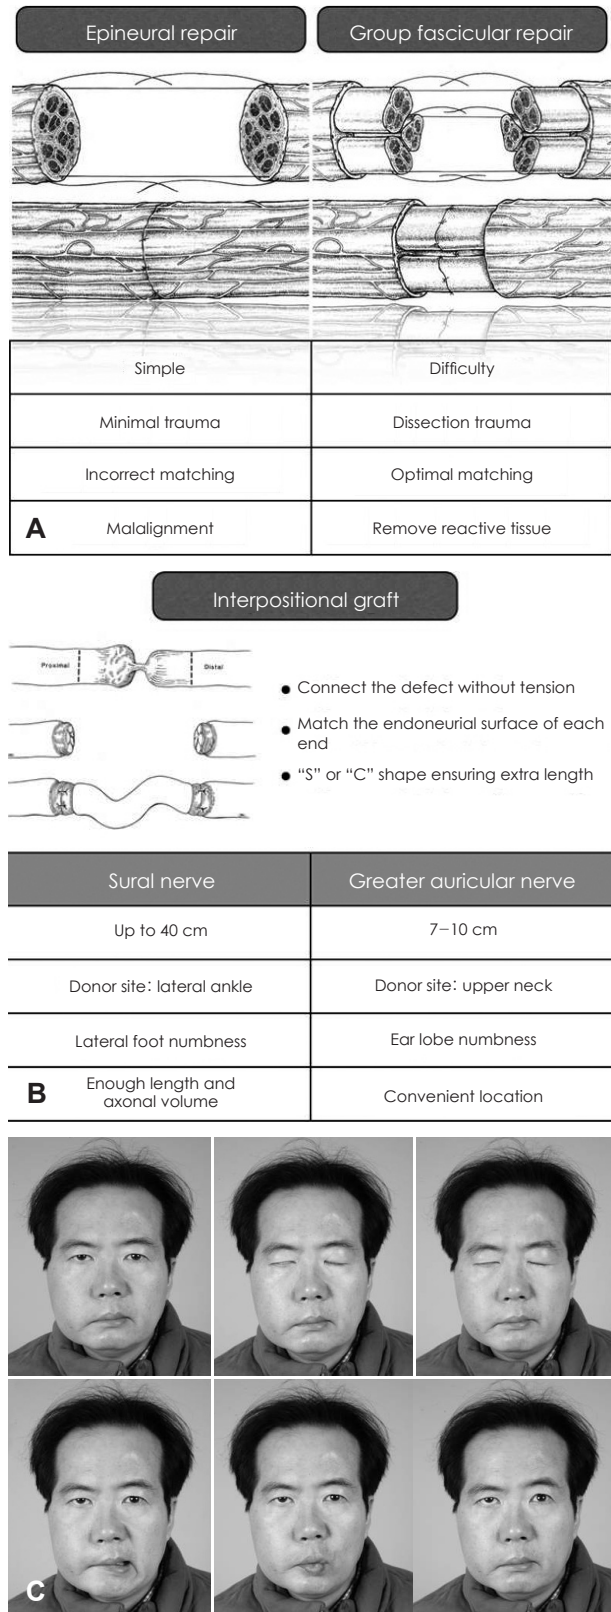 Epineural repair
Group fascicular repair
Simple
Difficulty
Minimal trauma
Dissection trauma
Incorrect matching
Optimal matching
A
Malalignment
Remove reactive tissue
Interpositional graft
Proximal
Distal
● Connect the defect without tension
● Match the endoneurial surface of each
end
● “S” or “C” shape ensuring extra length
Sural nerve
Greater auricular nerve
Up to 40 cm
7–10 cm
Donor site: lateral ankle
Donor site: upper neck
Lateral foot numbness
Ear lobe numbness
B
Enough length and
axonal volume
Convenient location
C